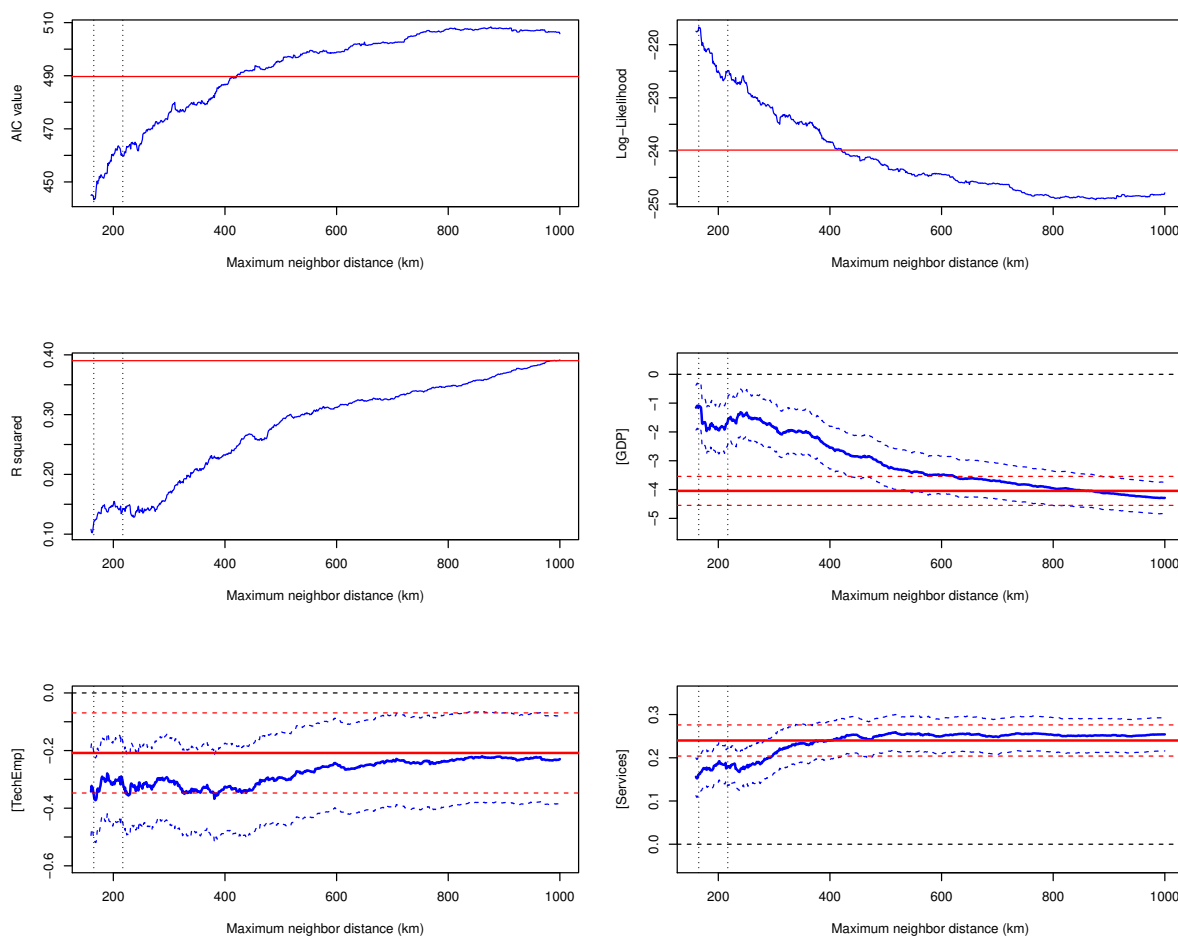 AIC value
450 470 490 510
200 400 600 800 1000
Maximum neighbor distance (km)
Log−Likelihood
−250 −240 −230 −220
200 400 600 800 1000
Maximum neighbor distance (km)
R squared
0.10 0.20 0.30 0.40
200 400 600 800 1000
Maximum neighbor distance (km)
[GDP]
−5 −4 −3 −2 −1 0
200 400 600 800 1000
Maximum neighbor distance (km)
[TechEmp]
−0.6 −0.4 −0.2 0.0
200 400 600 800 1000
Maximum neighbor distance (km)
[Services]
0.0 0.1 0.2 0.3
200 400 600 800 1000
Maximum neighbor distance (km)